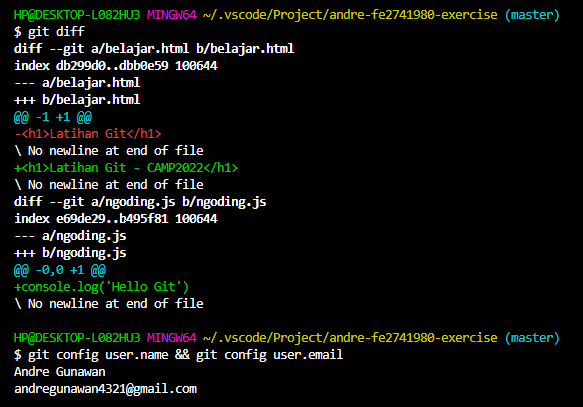 HP@DESKTOP-L082HU3 MINGW64 ~/.vscode/Project/andre-fe2741980-exercise (master)
$ git diff
diff --git a/belajar.html b/belajar.html
index db299d0..dbb0e59 100644
--- a/belajar.html
+++ b/belajar.html
@@ -1 +1 @@
-<h1>Latihan Git</h1>
\ No newline at end of file
+<h1>Latihan Git - CAMP2022</h1>
\ No newline at end of file
diff --git a/ngoding.js b/ngoding.js
index e69de29..b495f81 100644
--- a/ngoding.js
+++ b/ngoding.js
@@ -0,0 +1 @@
+console.log('Hello Git')
\ No newline at end of file
HP@DESKTOP-L082HU3 MINGW64 ~/.vscode/Project/andre-fe2741980-exercise (master)
$ git config user.name && git config user.email
Andre Gunawan
andregunawan4321@gmail.com